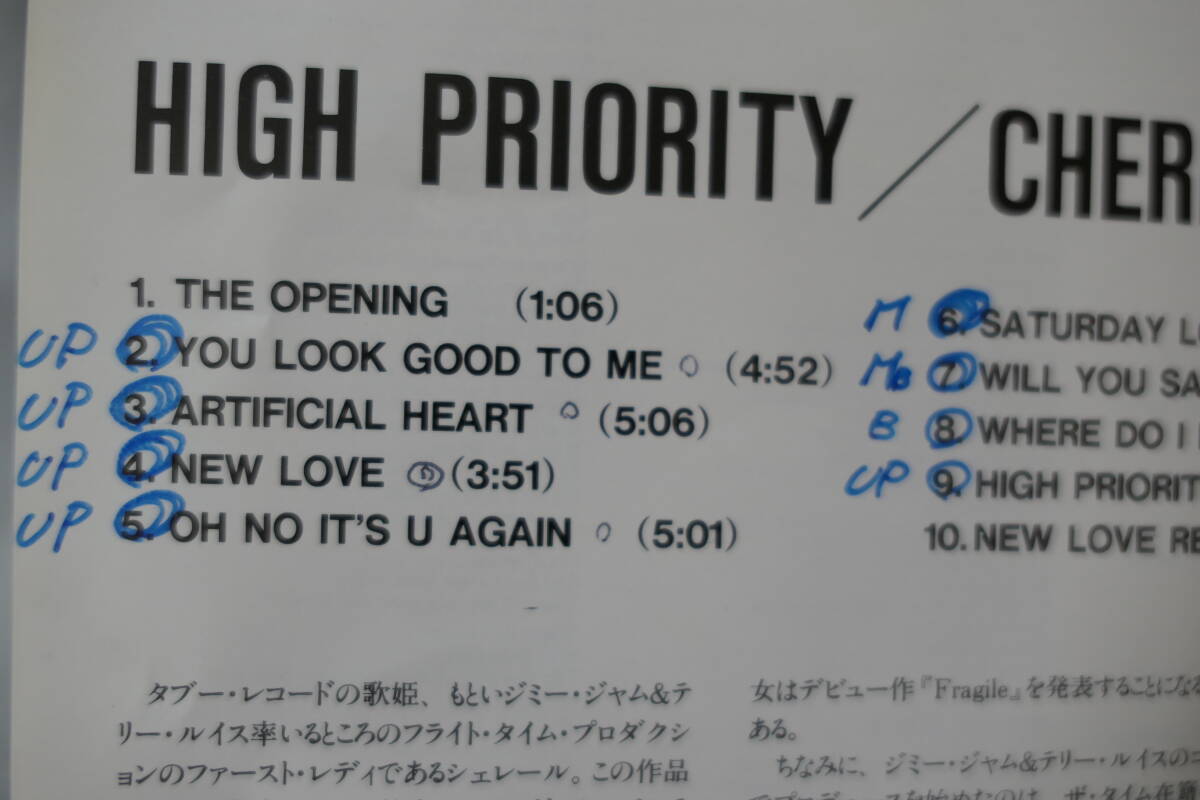 HIGH PRIORITY／CHER
1. THE OPENING (1:06)
UP 2. YOU LOOK GOOD TO ME (4:52)
UP 3. ARTIFICIAL HEART (5:06)
UP 4. NEW LOVE (3:51)
UP 5. OH NO IT'S U AGAIN (5:01)
M 6. SATURDAY L
MB 7. WILL YOU SA
B 8. WHERE DO I
UP 9. HIGH PRIORIT
10. NEW LOVE RE
タブー・レコードの歌姫、もといジミー・ジャム&テ
リー・ルイス率いるところのフライト・タイム・プロダクシ
ョンのファースト・レディであるシェレール。この作品
女はデビュー作『Fragile』を発表することになる
ある。
ちなみに、ジミー・ジャム&テリー・ルイスのコ